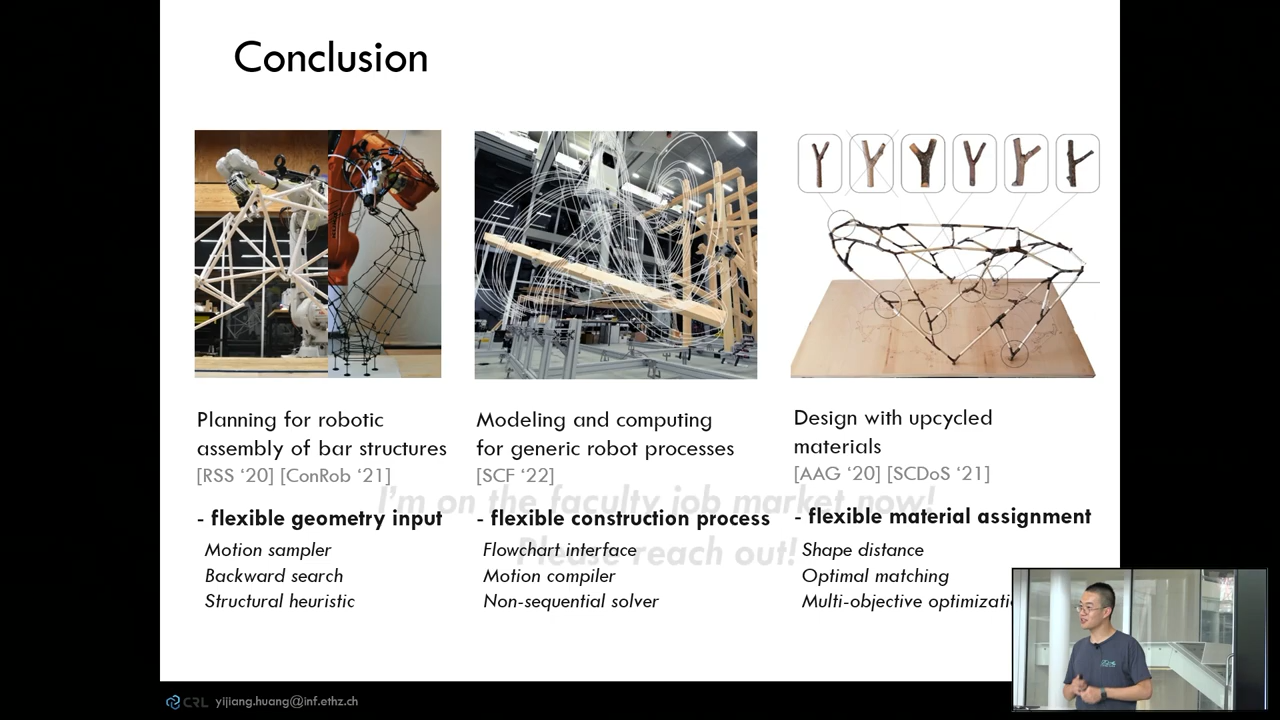 Conclusion
Planning for robotic
assembly of bar structures
[RSS ‘20] [ConRob ‘21]
- flexible geometry input
Motion sampler
Backward search
Structural heuristic
Modeling and computing
for generic robot processes
[SCF ‘22]
- flexible construction process
Flowchart interface
Motion compiler
Non-sequential solver
Design with upcycled
materials
[AAG ‘20] [SCDoS ‘21]
- flexible material assignment
Shape distance
Optimal matching
Multi-objective optimizati
I’m on the faculty job market now!
Please reach out!
CRL yijiang.huang@inf.ethz.ch